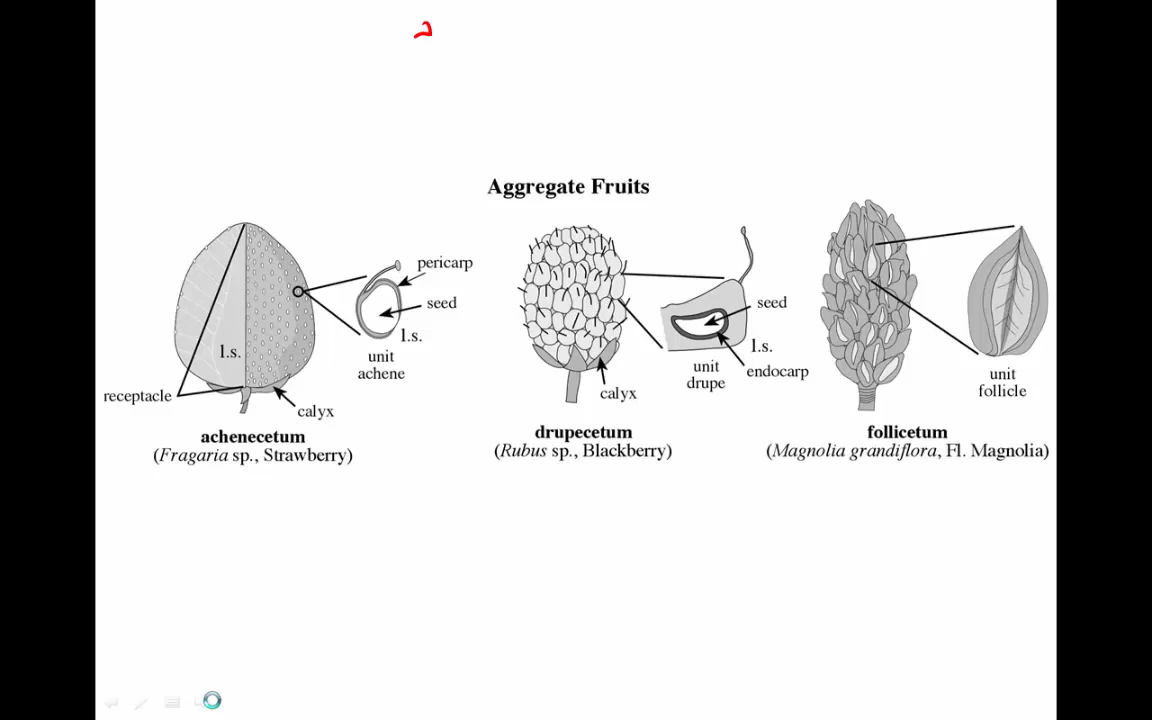 Aggregate Fruits
pericarp
seed
l.s.
unit
achene
l.s.
receptacle
calyx
achenecetum
(Fragaria sp., Strawberry)
seed
l.s.
unit
drupe
endocarp
calyx
drupecetum
(Rubus sp., Blackberry)
unit
follicle
follicetum
(Magnolia grandiflora, Fl. Magnolia)